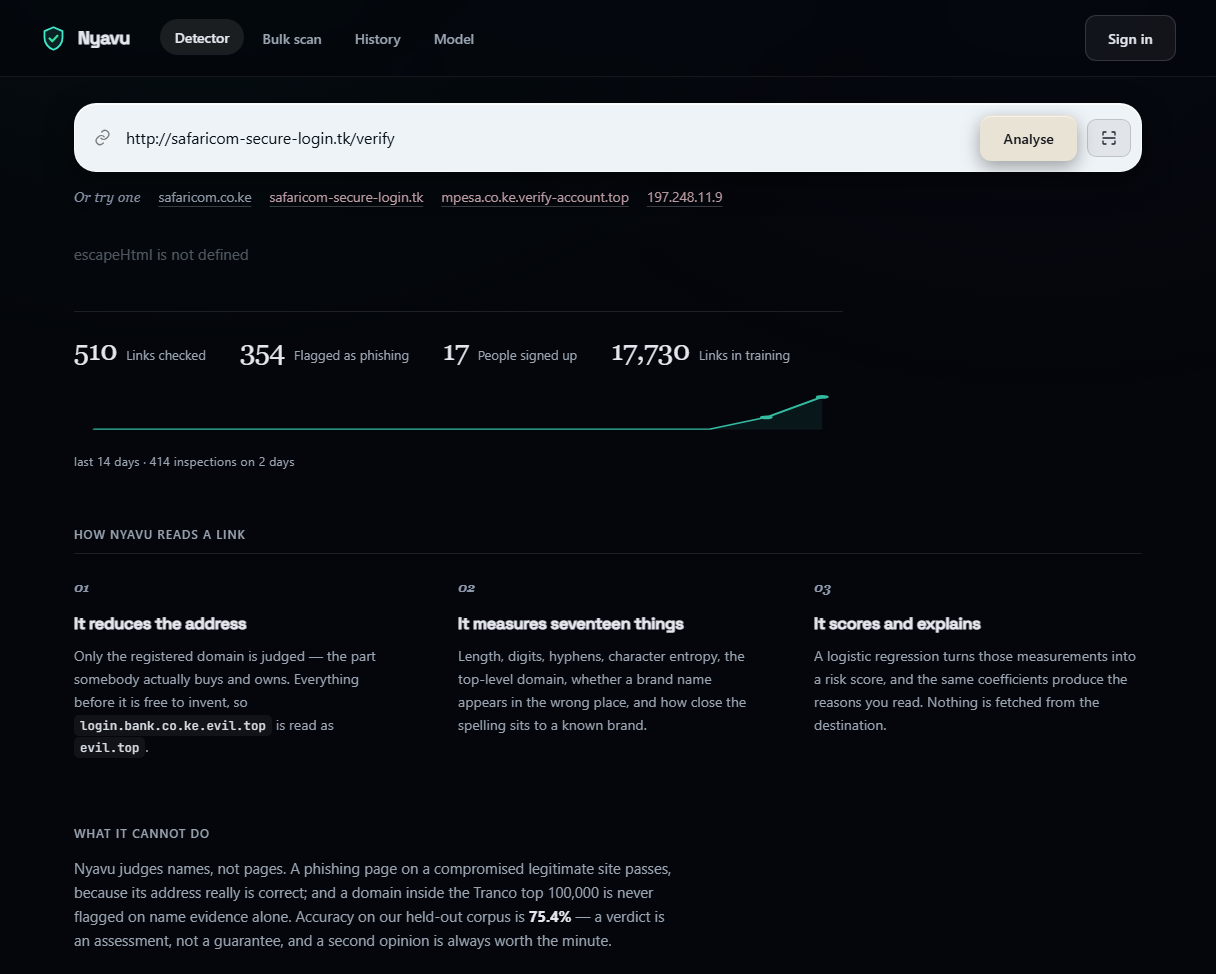 Nyavu
Detector
Bulk scan
History
Model
Sign in
http://safaricom-secure-login.tk/verify
Analyse
Or try one safaricom.co.ke safaricom-secure-login.tk mpesa.co.ke.verify-account.top 197.248.11.9
escapeHtml is not defined
510 Links checked 354 Flagged as phishing 17 People signed up 17,730 Links in training
last 14 days · 414 inspections on 2 days
HOW NYAVU READS A LINK
01
It reduces the address
Only the registered domain is judged — the part
somebody actually buys and owns. Everything
before it is free to invent, so
login.bank.co.ke.evil.top is read as
evil.top.
02
It measures seventeen things
Length, digits, hyphens, character entropy, the
top-level domain, whether a brand name
appears in the wrong place, and how close the
spelling sits to a known brand.
03
It scores and explains
A logistic regression turns those measurements into
a risk score, and the same coefficients produce the
reasons you read. Nothing is fetched from the
destination.
WHAT IT CANNOT DO
Nyavu judges names, not pages. A phishing page on a compromised legitimate site passes,
because its address really is correct; and a domain inside the Tranco top 100,000 is never
flagged on name evidence alone. Accuracy on our held-out corpus is 75.4% — a verdict is
an assessment, not a guarantee, and a second opinion is always worth the minute.